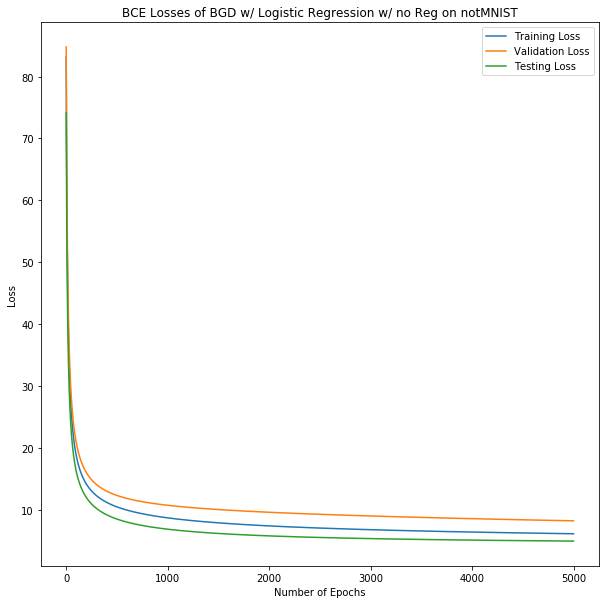 BCE Losses of BGD w/ Logistic Regression w/ no Reg on notMNIST
Training Loss
Validation Loss
Testing Loss
80
70
60
50
40
30
20
10
Loss
0
1000
2000
3000
4000
5000
Number of Epochs